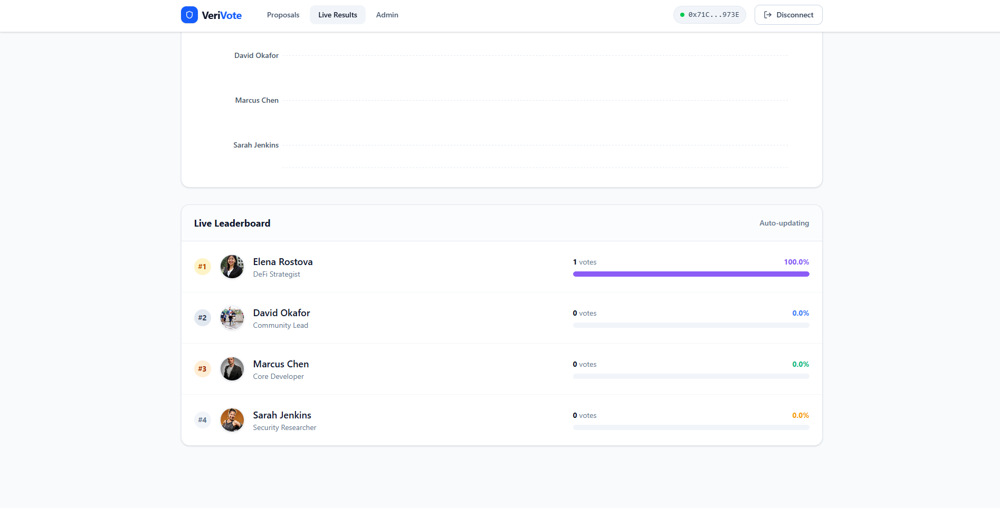 VeriVote Proposals Live Results Admin 0x71C...973E Disconnect
David Okafor
Marcus Chen
Sarah Jenkins
Live Leaderboard Auto-updating
#1 Elena Rostova 1 votes 100.0%
DeFi Strategist
#2 David Okafor 0 votes 0.0%
Community Lead
#3 Marcus Chen 0 votes 0.0%
Core Developer
#4 Sarah Jenkins 0 votes 0.0%
Security Researcher